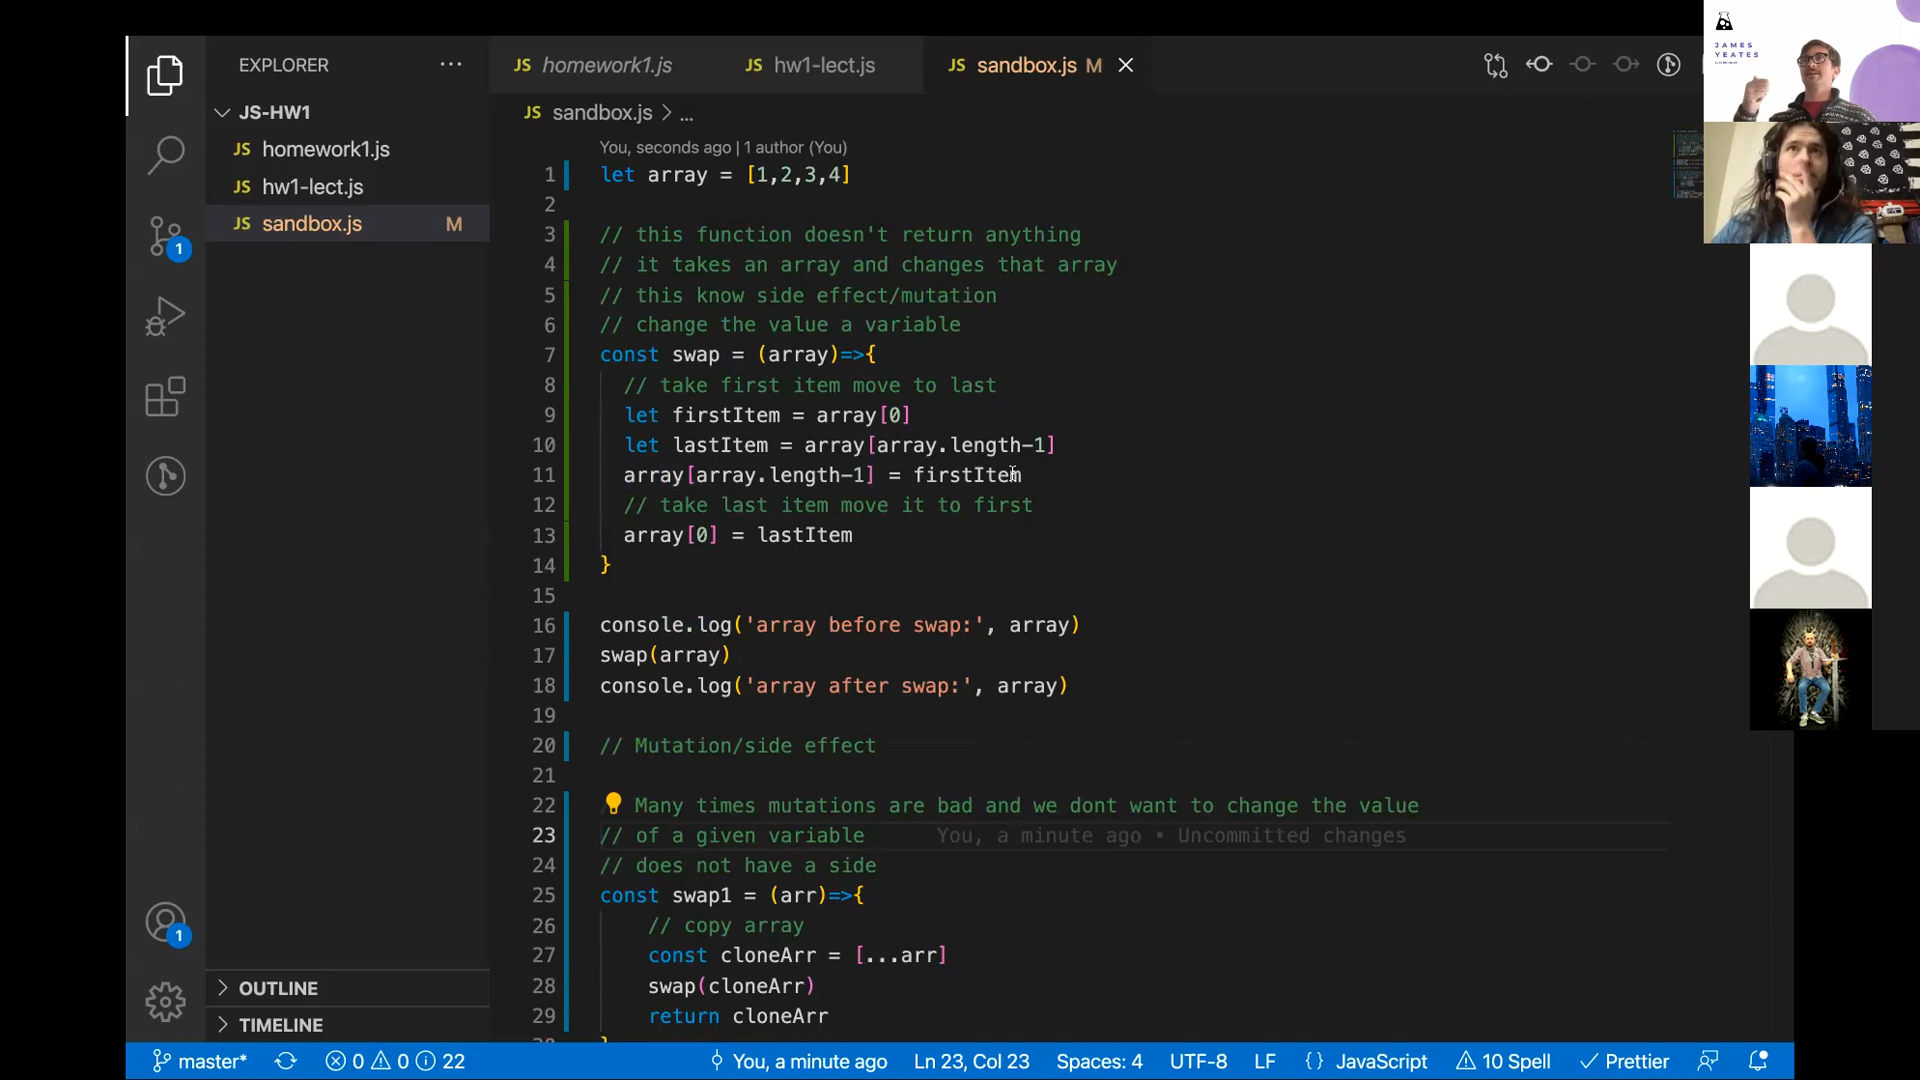 EXPLORER
JS-HW1
JS homework1.js
JS hw1-lect.js
JS sandbox.js M
OUTLINE
TIMELINE
JS homework1.js
JS hw1-lect.js
JS sandbox.js M
JS sandbox.js > ...
You, seconds ago | 1 author (You)
1 let array = [1,2,3,4]
2
3 // this function doesn't return anything
4 // it takes an array and changes that array
5 // this know side effect/mutation
6 // change the value a variable
7 const swap = (array)=>{
8 // take first item move to last
9 let firstItem = array[0]
10 let lastItem = array[array.length-1]
11 array[array.length-1] = firstItem
12 // take last item move it to first
13 array[0] = lastItem
14 }
15
16 console.log('array before swap:', array)
17 swap(array)
18 console.log('array after swap:', array)
19
20 // Mutation/side effect
21
22 / Many times mutations are bad and we dont want to change the value
23 // of a given variable You, a minute ago • Uncommitted changes
24 // does not have a side
25 const swap1 = (arr)=>{
26 // copy array
27 const cloneArr = [...arr]
28 swap(cloneArr)
29 return cloneArr
1
1
JAMES
YEATES
master* 0 0 22 You, a minute ago Ln 23, Col 23 Spaces: 4 UTF-8 LF {} JavaScript 10 Spell Prettier